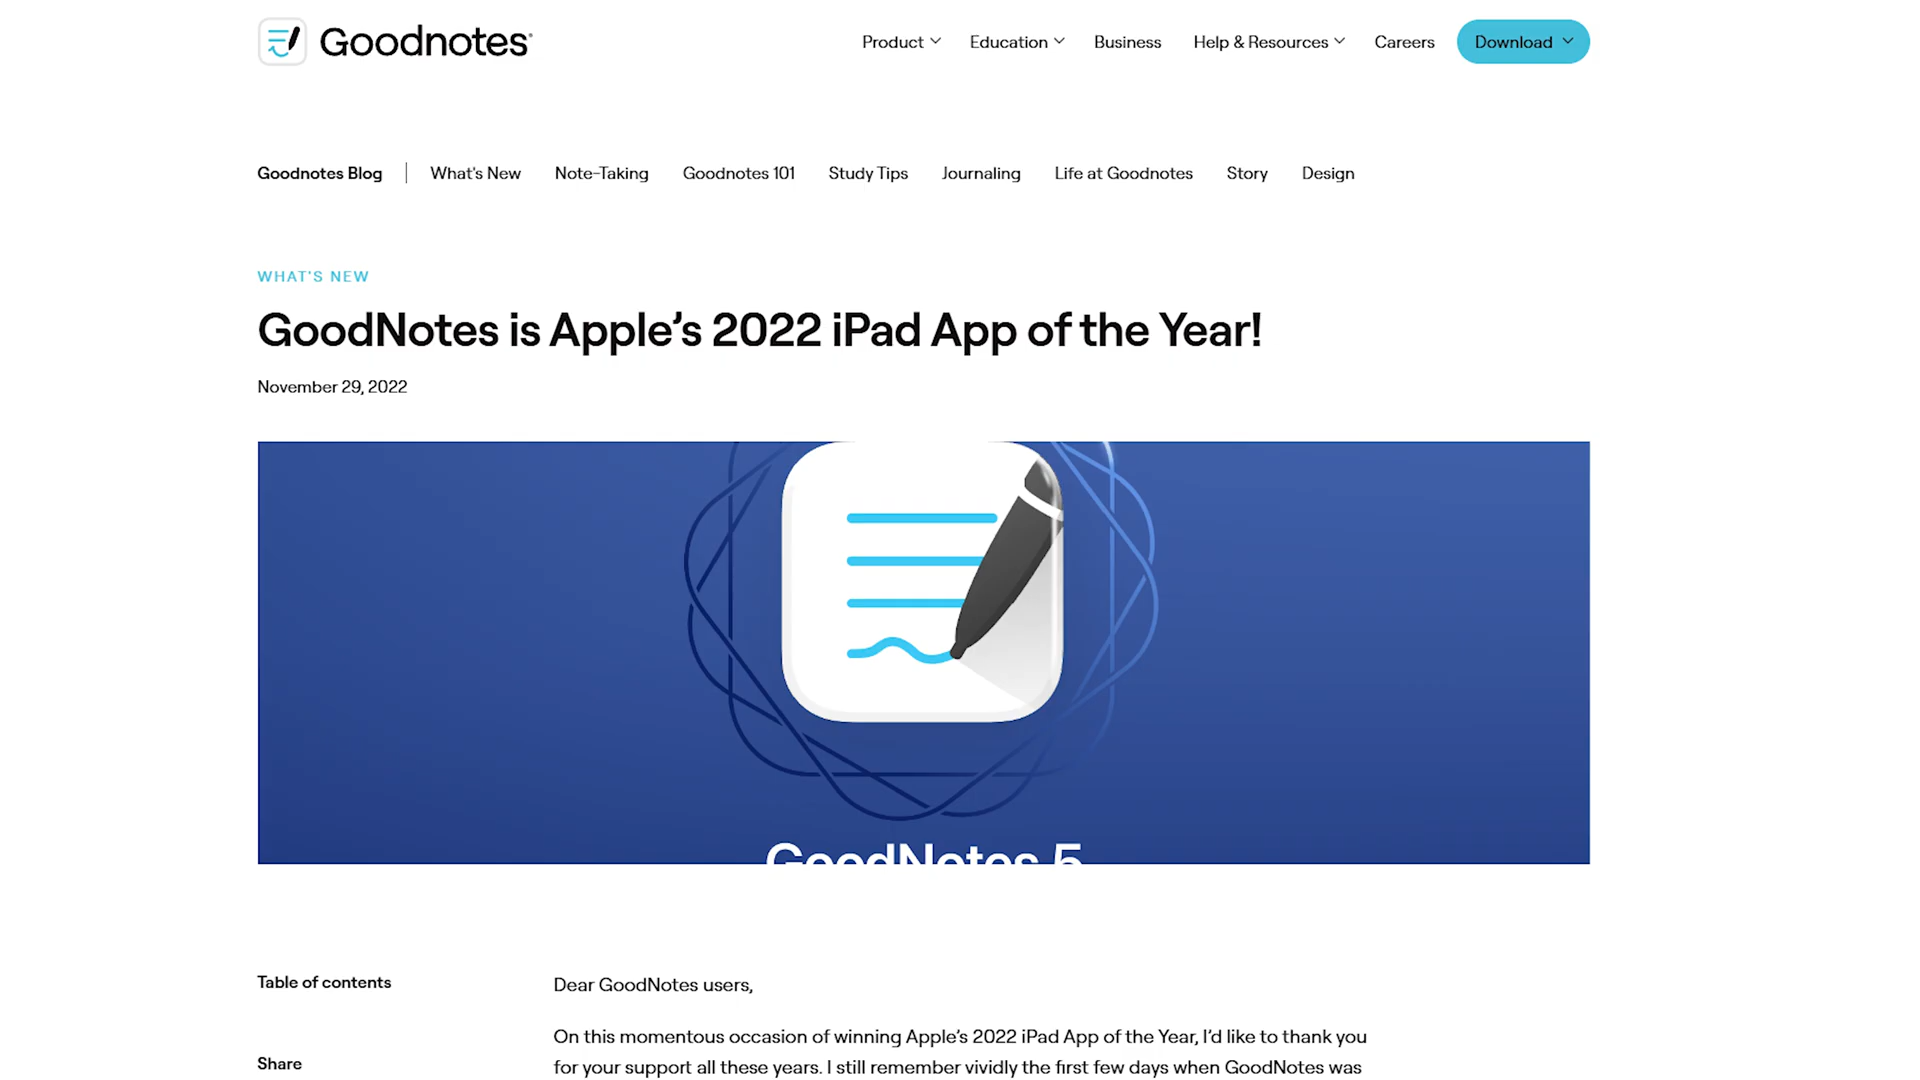 Goodnotes
Product Education Business Help & Resources Careers Download
Goodnotes Blog What's New Note-Taking Goodnotes 101 Study Tips Journaling Life at Goodnotes Story Design
WHAT'S NEW
GoodNotes is Apple’s 2022 iPad App of the Year!
November 29, 2022
GoodNotes 5
Table of contents
Dear GoodNotes users,
On this momentous occasion of winning Apple’s 2022 iPad App of the Year, I’d like to thank you
Share
for your support all these years. I still remember vividly the first few days when GoodNotes was